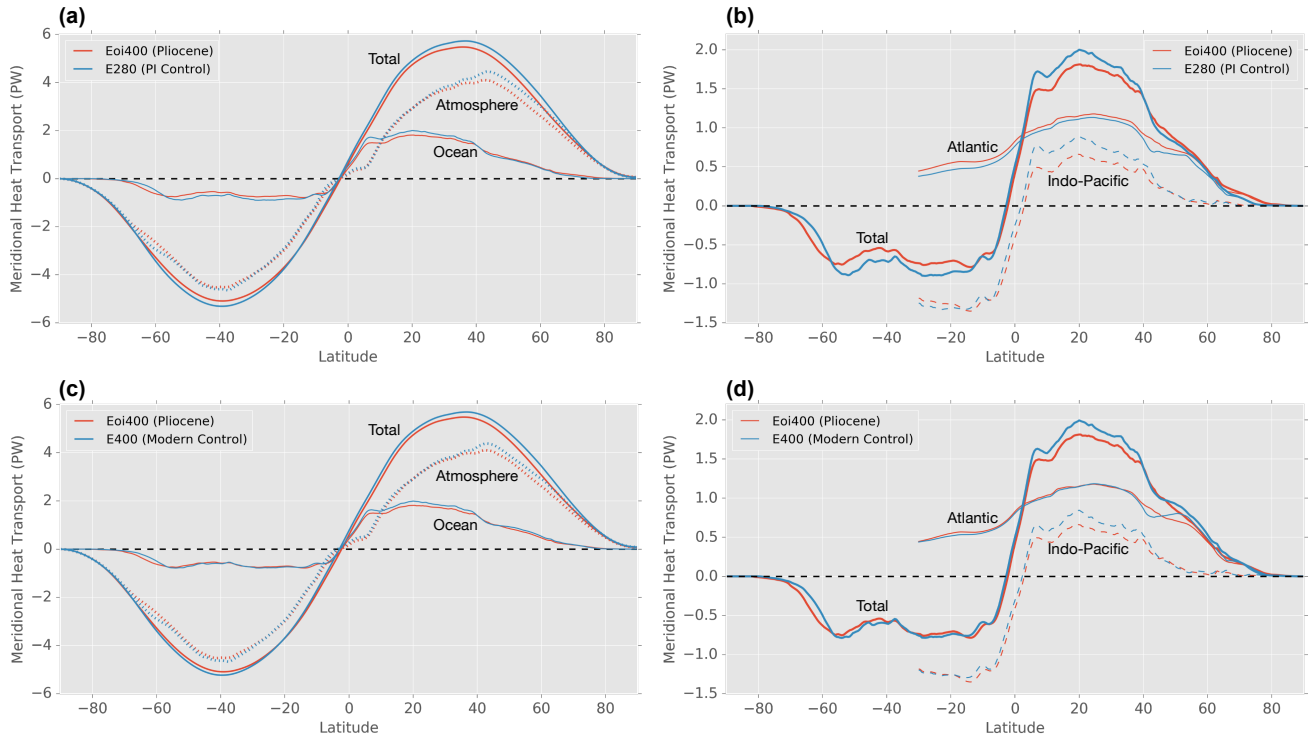 (a)
Meridional Heat Transport (PW)
6
4
2
0
−2
−4
−6
Eoi400 (Pliocene)
E280 (PI Control)
Total
Atmosphere
Ocean
−80 −60 −40 −20 0 20 40 60 80
Latitude
(b)
Meridional Heat Transport (PW)
2.0
1.5
1.0
0.5
0.0
−0.5
−1.0
−1.5
Eoi400 (Pliocene)
E280 (PI Control)
Atlantic
Indo-Pacific
Total
−80 −60 −40 −20 0 20 40 60 80
Latitude
(c)
Meridional Heat Transport (PW)
6
4
2
0
−2
−4
−6
Eoi400 (Pliocene)
E400 (Modern Control)
Total
Atmosphere
Ocean
−80 −60 −40 −20 0 20 40 60 80
Latitude
(d)
Meridional Heat Transport (PW)
2.0
1.5
1.0
0.5
0.0
−0.5
−1.0
−1.5
Eoi400 (Pliocene)
E400 (Modern Control)
Atlantic
Indo-Pacific
Total
−80 −60 −40 −20 0 20 40 60 80
Latitude